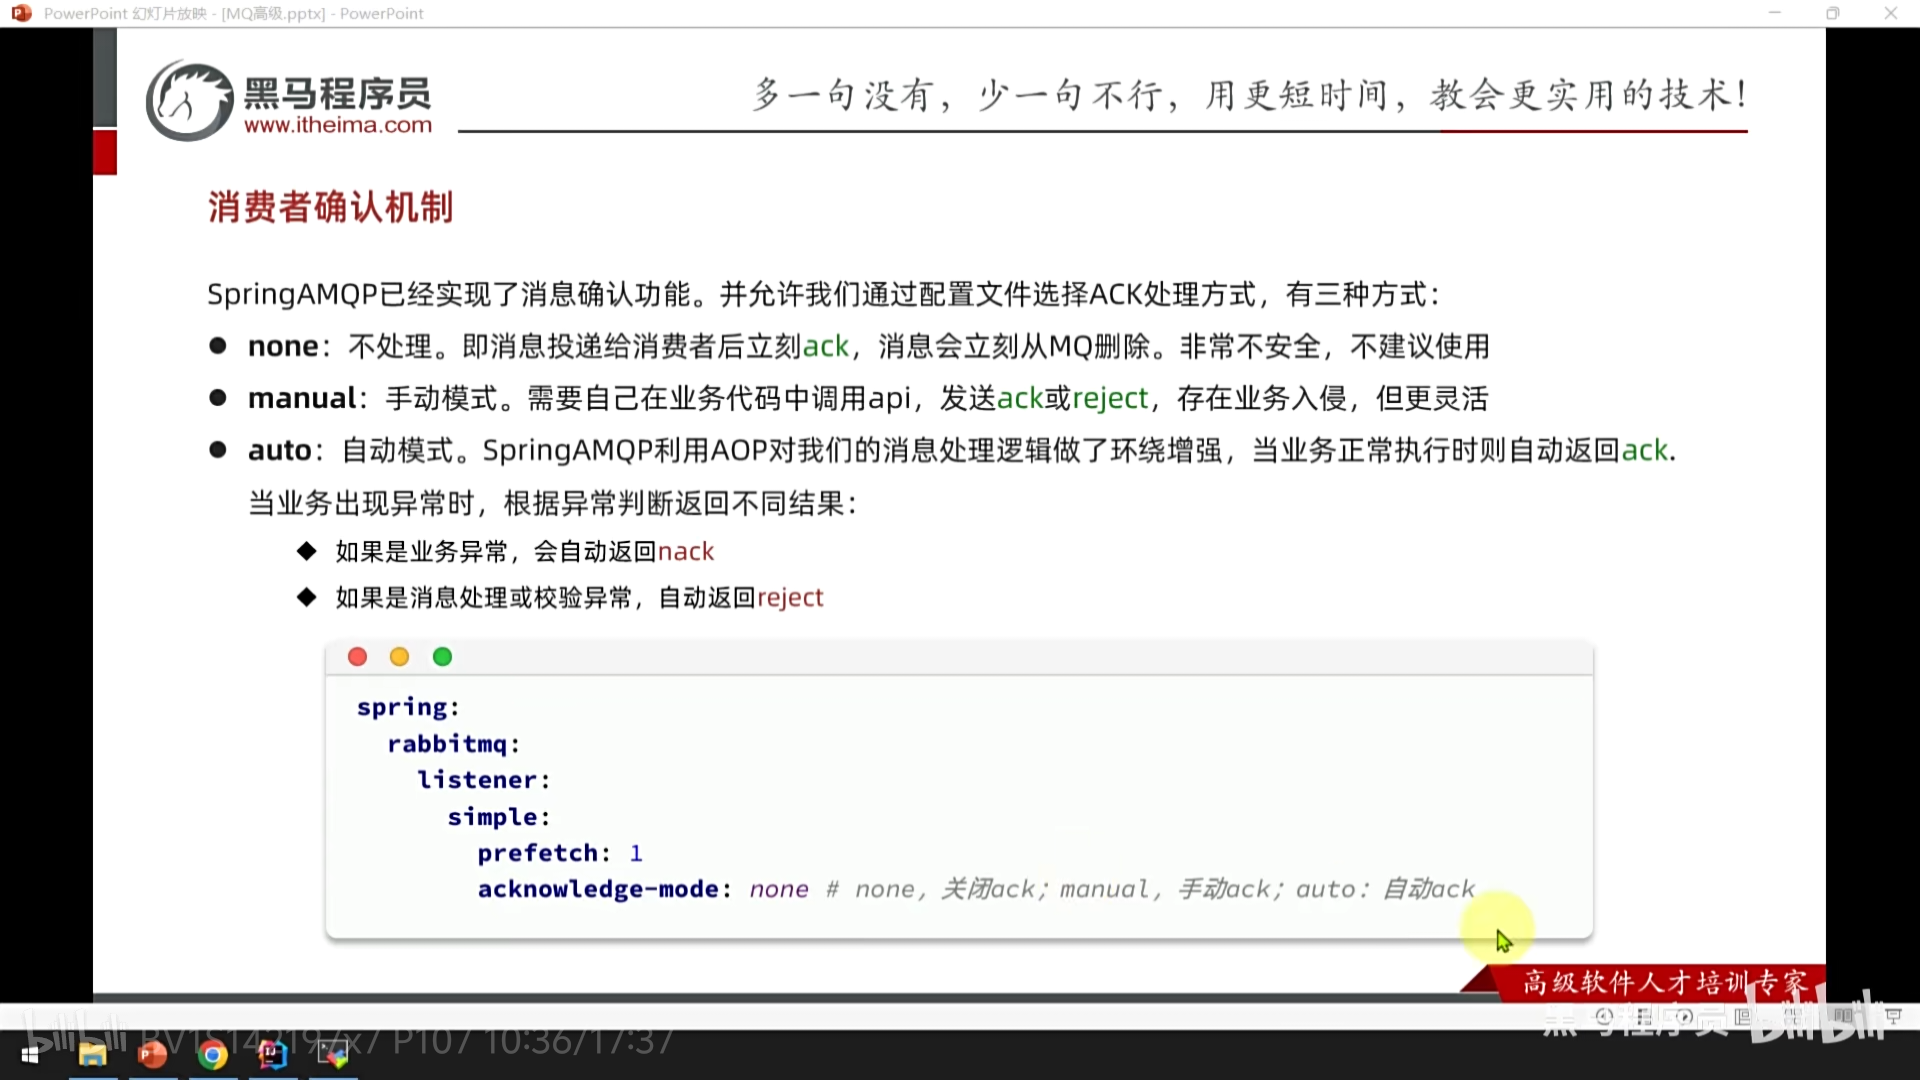 PowerPoint 幻灯片放映 - [MQ高级.pptx] - PowerPoint
黑马程序员
www.itheima.com
多一句没有，少一句不行，用更短时间，教会更实用的技术！
消费者确认机制
SpringAMQP已经实现了消息确认功能。并允许我们通过配置文件选择ACK处理方式，有三种方式：
● none：不处理。即消息投递给消费者后立刻ack，消息会立刻从MQ删除。非常不安全，不建议使用
● manual：手动模式。需要自己在业务代码中调用api，发送ack或reject，存在业务入侵，但更灵活
● auto：自动模式。SpringAMQP利用AOP对我们的消息处理逻辑做了环绕增强，当业务正常执行时则自动返回ack.
当业务出现异常时，根据异常判断返回不同结果：
◆ 如果是业务异常，会自动返回nack
◆ 如果是消息处理或校验异常，自动返回reject
spring:
rabbitmq:
listener:
simple:
prefetch: 1
acknowledge-mode: none # none，关闭ack；manual，手动ack；auto：自动ack
高级软件人才培训专家
黑马程序员 bilibili
bilibili P107 10:36/17:37